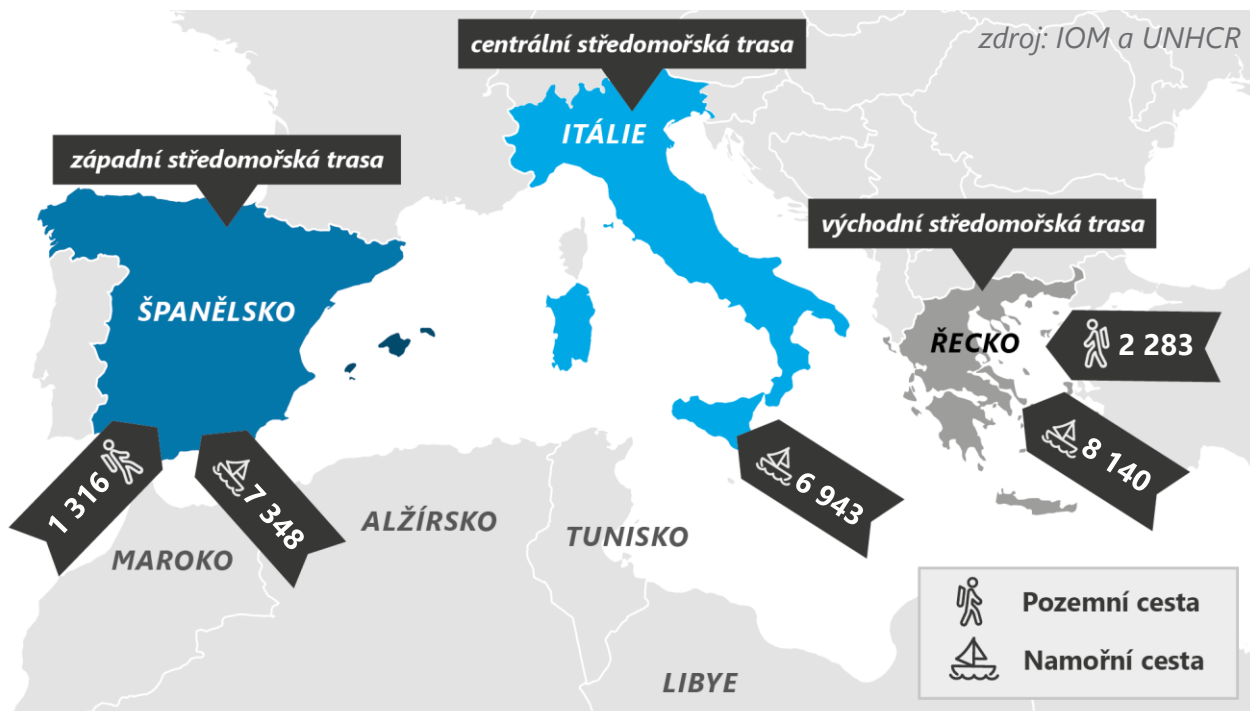 centrální středomořská trasa
zdroj: IOM a UNHCR
ITÁLIE
západní středomořská trasa
východní středomořská trasa
ŠPANĚLSKO
ŘECKO
2 283
8 140
1 316
7 348
6 943
ALŽÍRSKO
TUNISKO
MAROKO
Pozemní cesta
Namořní cesta
LIBYE